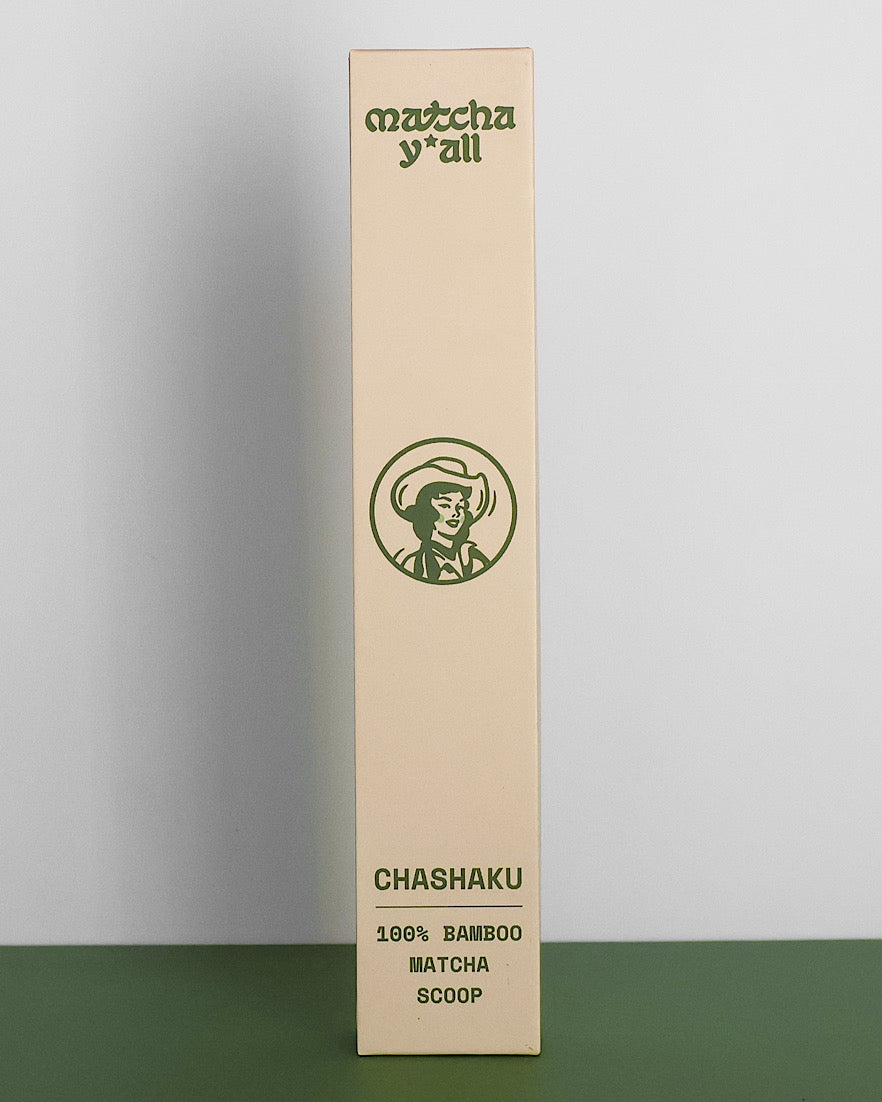 matcha
y★all
CHASHAKU
100% BAMBOO
MATCHA
SCOOP